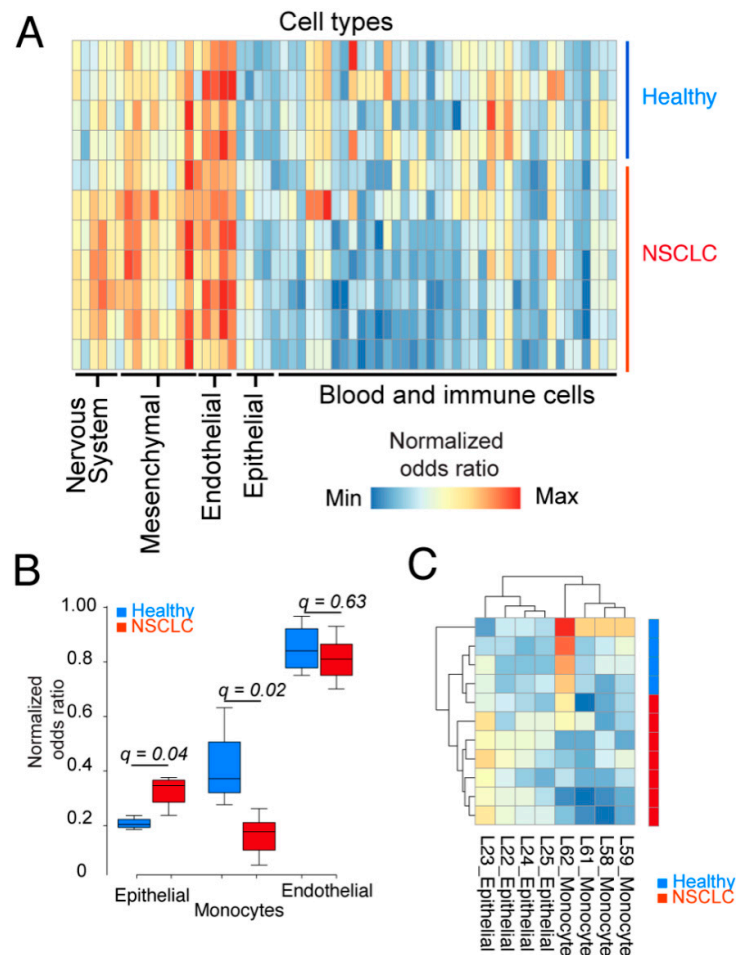 A
Cell types
Healthy
NSCLC
Nervous
System
Mesenchymal
Endothelial
Epithelial
Blood and immune cells
Normalized
odds ratio
Min
Max
B
Healthy
NSCLC
Normalized
odds ratio
1.00
0.8
0.6
0.4
0.2
0
q = 0.04
q = 0.02
q = 0.63
Epithelial
Monocytes
Endothelial
C
L23_Epithelial
L22_Epithelial
L24_Epithelial
L25_Epithelial
L62_Monocyte
L61_Monocyte
L58_Monocyte
L59_Monocyte
Healthy
NSCLC